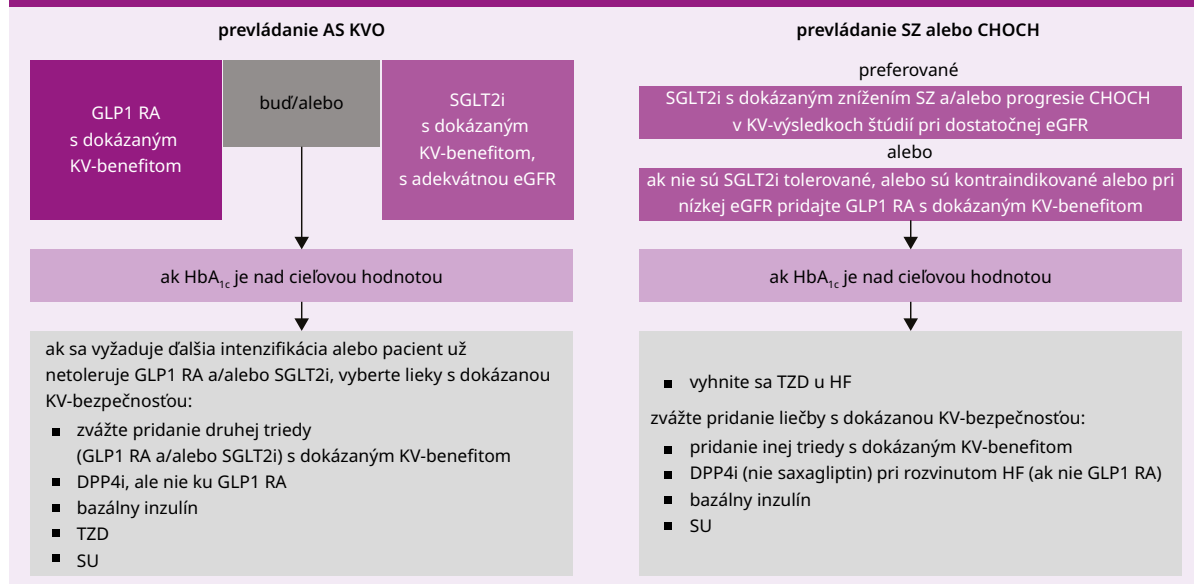 prevládanie AS KVO
GLP1 RA
s dokázaným
KV-benefitom
buď/alebo
SGLT2i
s dokázaným
KV-benefitom,
s adekvátnou eGFR
ak HbA1c je nad cieľovou hodnotou
ak sa vyžaduje ďalšia intenzifikácia alebo pacient už
netoleruje GLP1 RA a/alebo SGLT2i, vyberte lieky s dokázanou
KV-bezpečnosťou:
■ zvážte pridanie druhej triedy
(GLP1 RA a/alebo SGLT2i) s dokázaným KV-benefitom
■ DPP4i, ale nie ku GLP1 RA
■ bazálny inzulín
■ TZD
■ SU
prevládanie SZ alebo CHOCH
preferované
SGLT2i s dokázaným znížením SZ a/alebo progresie CHOCH
v KV-výsledkoch štúdií pri dostatočnej eGFR
alebo
ak nie sú SGLT2i tolerované, alebo sú kontraindikované alebo pri
nízkej eGFR pridajte GLP1 RA s dokázaným KV-benefitom
ak HbA1c je nad cieľovou hodnotou
■ vyhnite sa TZD u HF
zvážte pridanie liečby s dokázanou KV-bezpečnosťou:
■ pridanie inej triedy s dokázaným KV-benefitom
■ DPP4i (nie saxagliptin) pri rozvinutom HF (ak nie GLP1 RA)
■ bazálny inzulín
■ SU